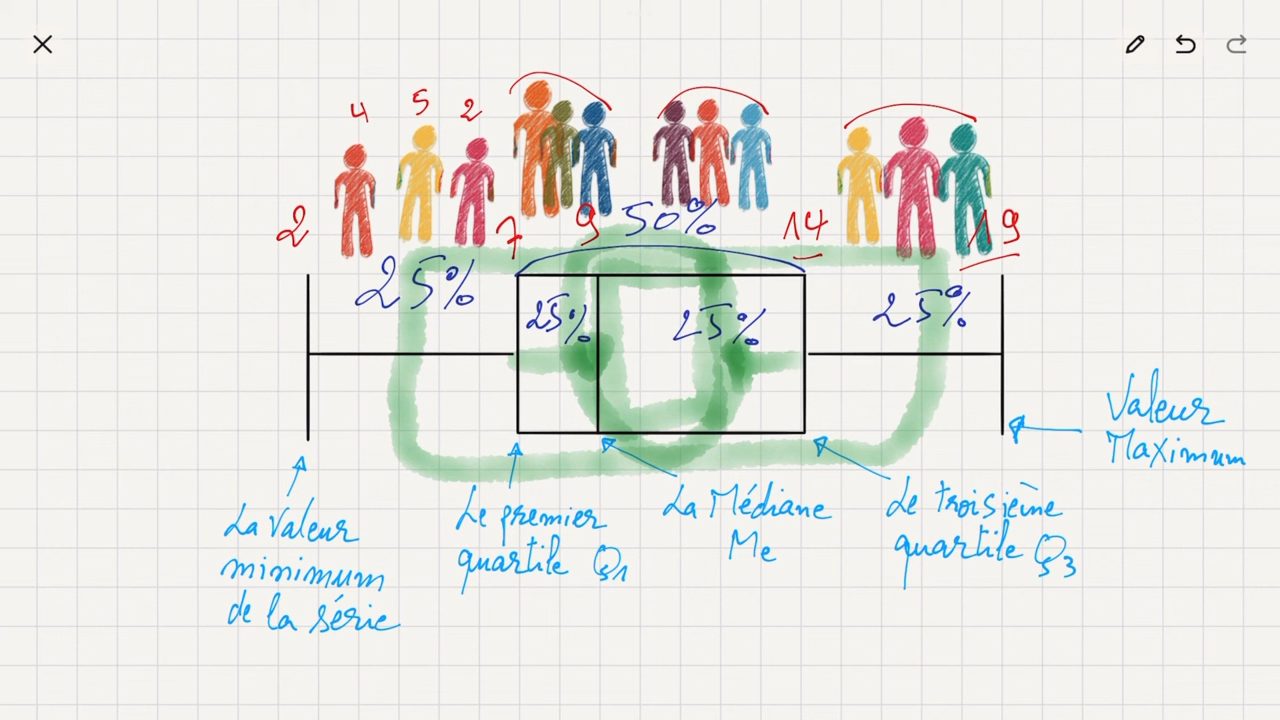 4 5 2
2 7 9 50% 14 19
25% 25% 25% 25%
Valeur
Maximum
La valeur
minimum
de la série
Le premier
quartile Q1
La Médiane
Me
Le troisième
quartile Q3